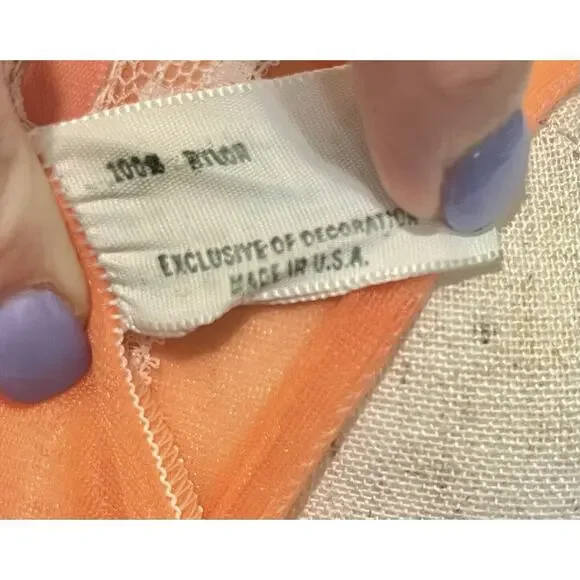 100% NYLON
EXCLUSIVE OF DECORATION
MADE IN U.S.A.